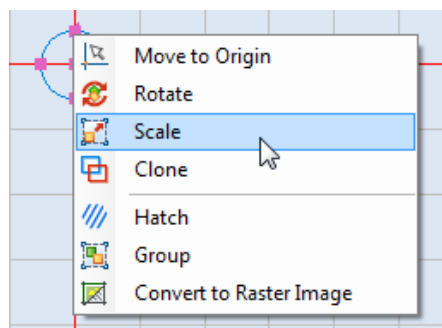 Move to Origin
Rotate
Scale
Clone
Hatch
Group
Convert to Raster Image